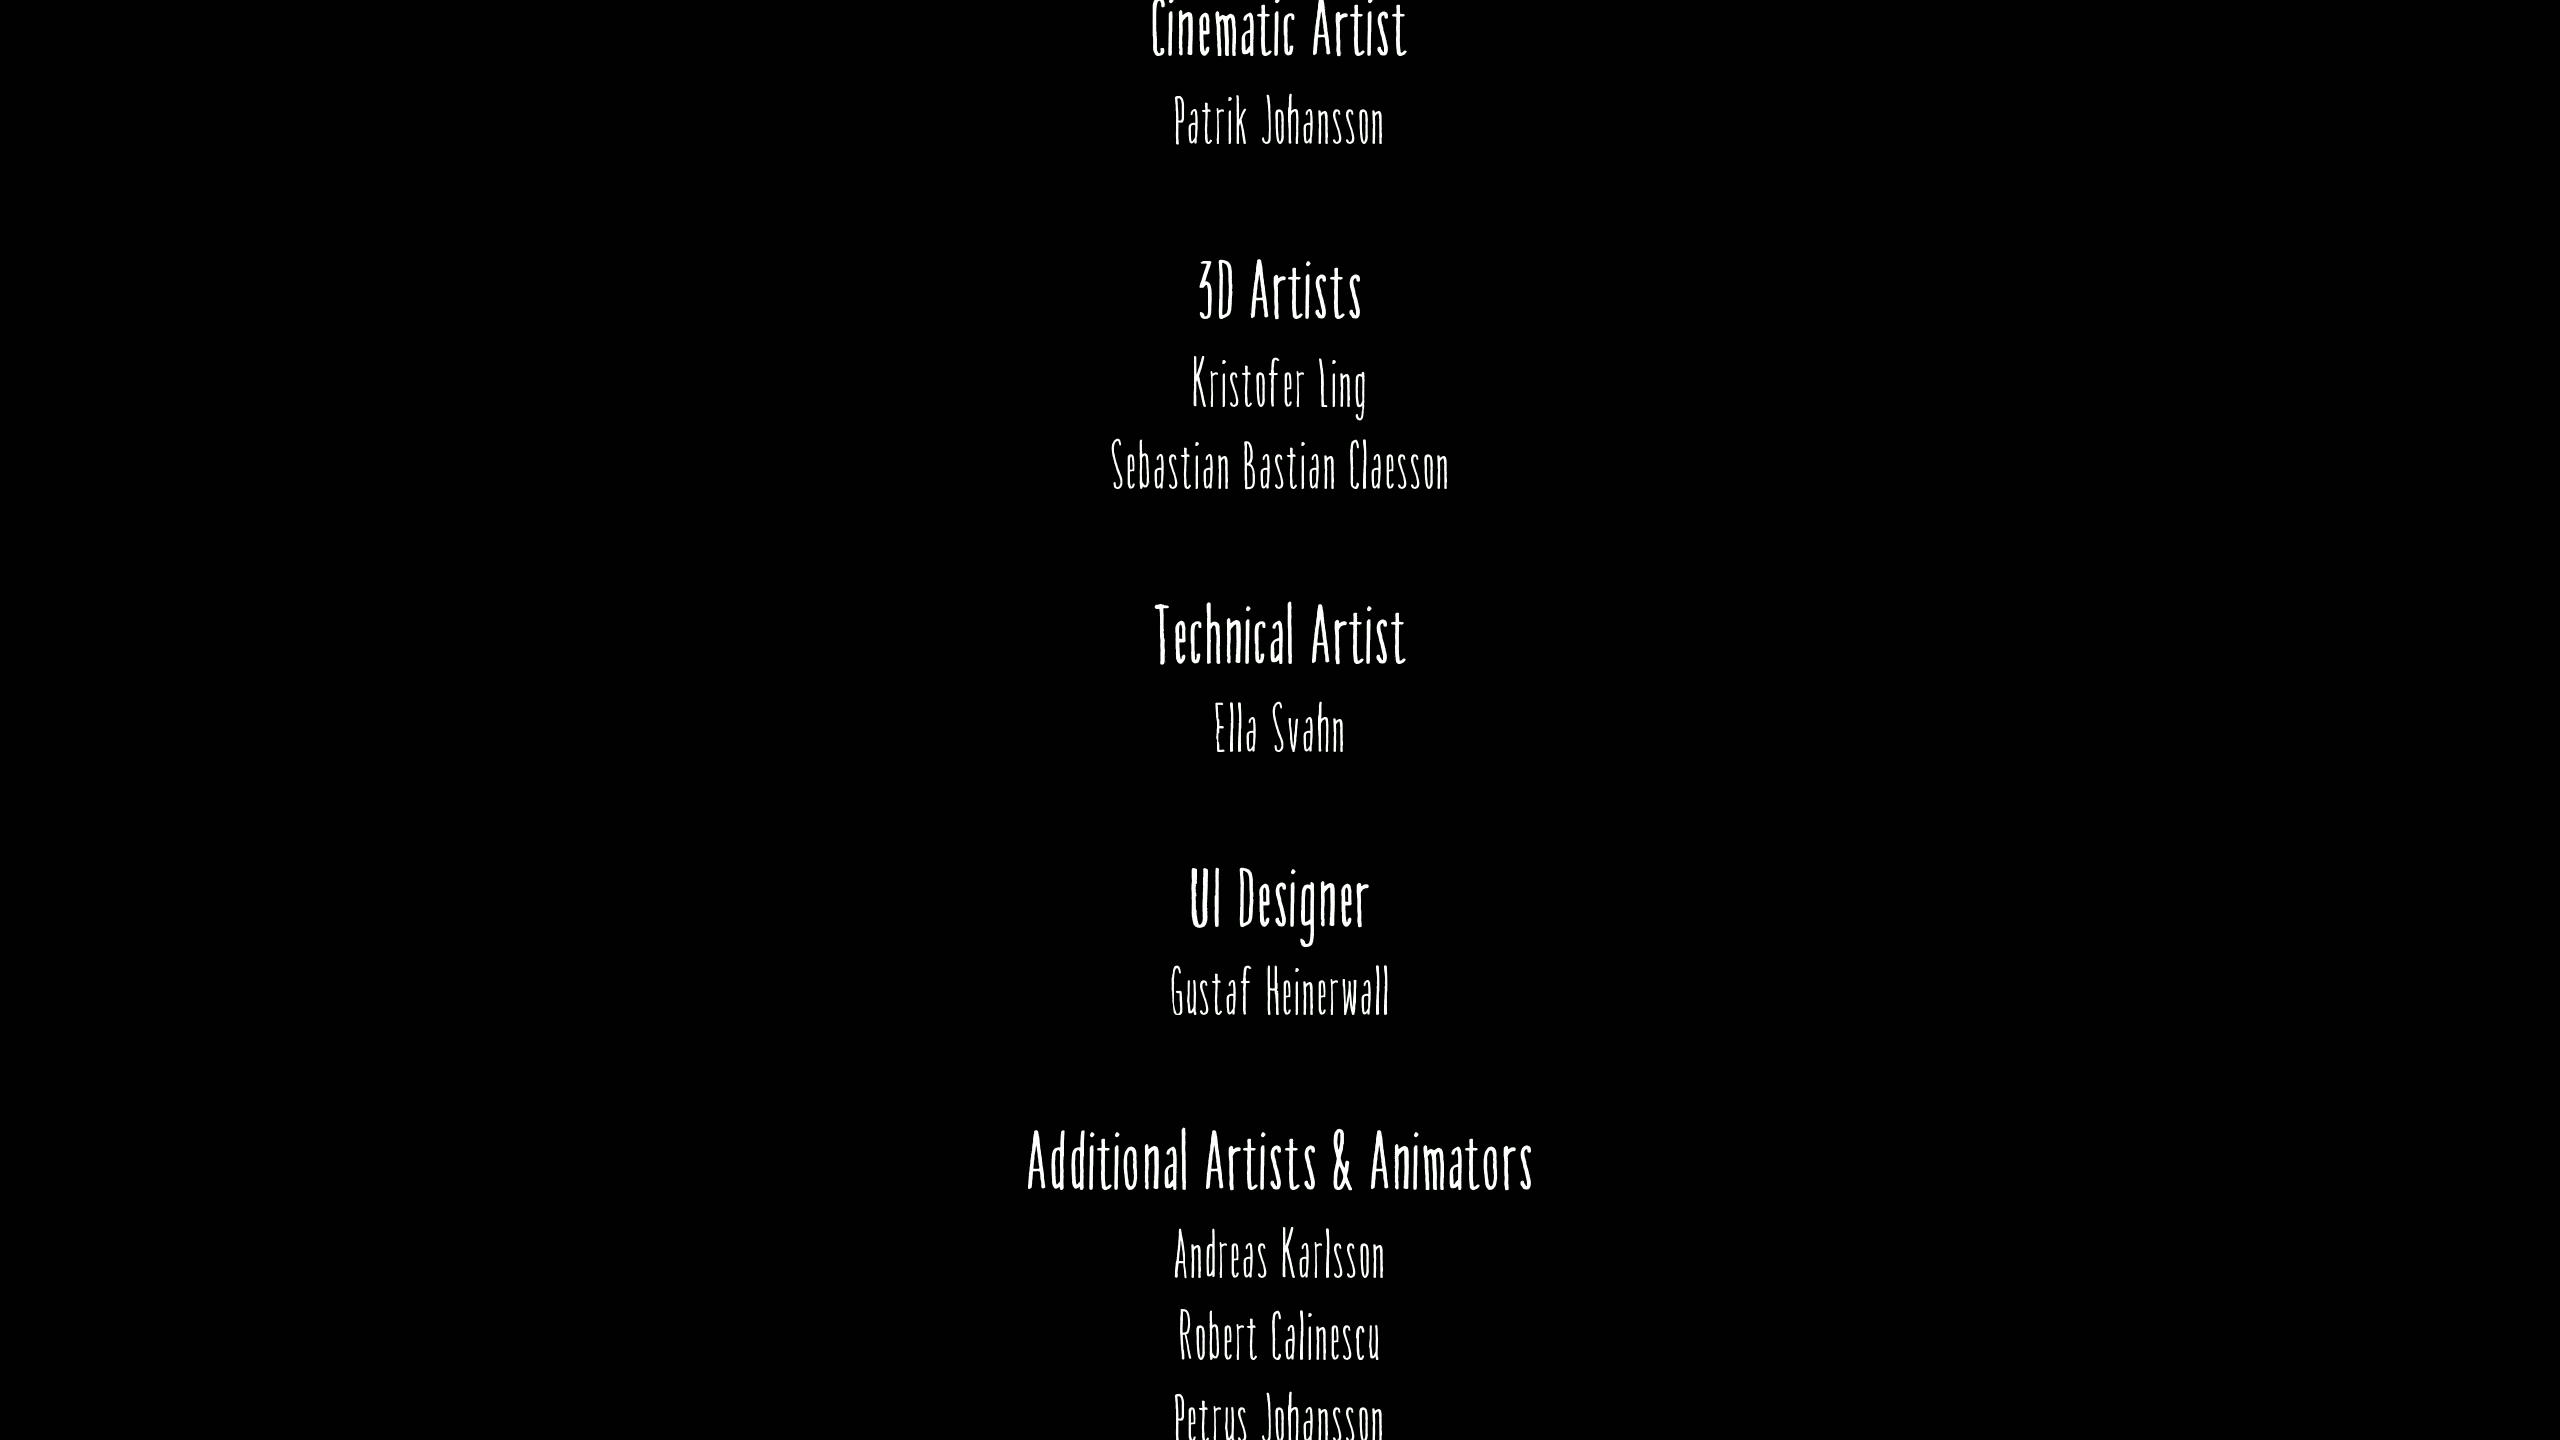 Cinematic Artist
Patrik Johansson
3D Artists
Kristofer Ling
Sebastian Bastian Claesson
Technical Artist
Ella Svahn
UI Designer
Gustaf Heinerwall
Additional Artists & Animators
Andreas Karlsson
Robert Calinescu
Petrus Johansson